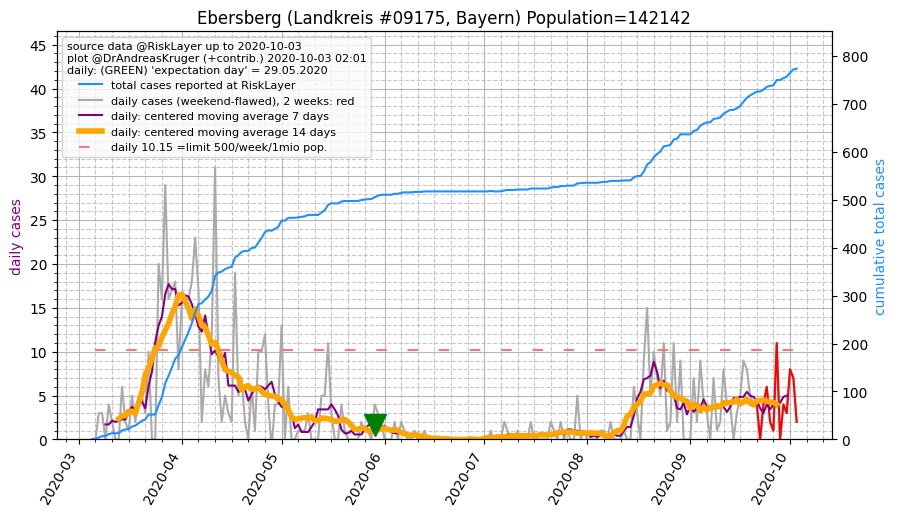 Ebersberg (Landkreis #09175, Bayern) Population=142142
source data @RiskLayer up to 2020-10-03
plot @DrAndreasKruger (+contrib.) 2020-10-03 02:01
daily: (GREEN) 'expectation day' = 29.05.2020
total cases reported at RiskLayer
daily cases (weekend-flawed), 2 weeks: red
daily: centered moving average 7 days
daily: centered moving average 14 days
daily 10.15 =limit 500/week/1mio pop.
daily cases
45
40
35
30
25
20
15
10
5
0
cumulative total cases
800
700
600
500
400
300
200
100
0
2020-03
2020-04
2020-05
2020-06
2020-07
2020-08
2020-09
2020-10